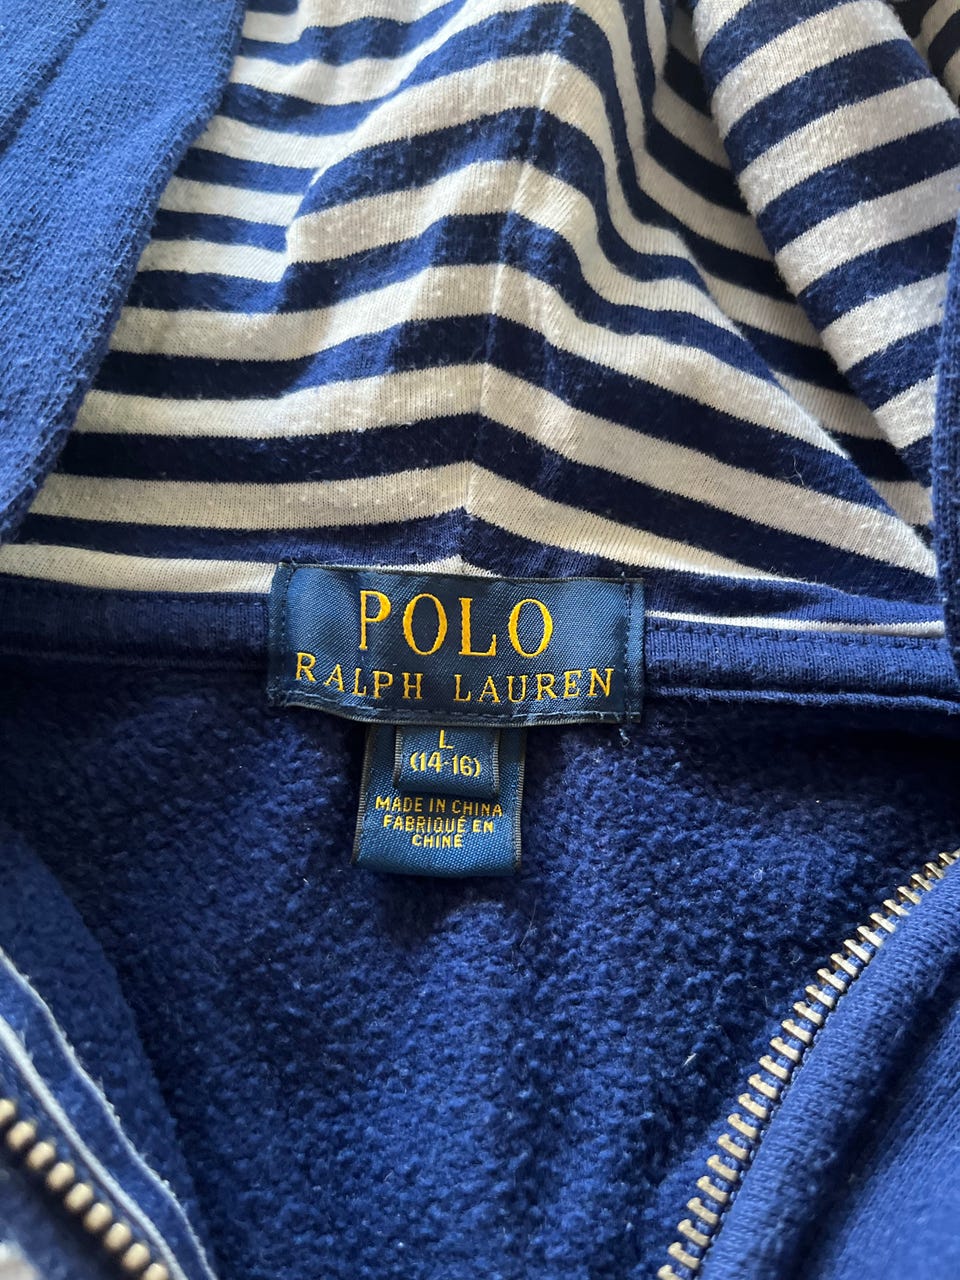 POLO
RALPH LAUREN
L
(14-16)
MADE IN CHINA
FABRIQUÉ EN
CHINE